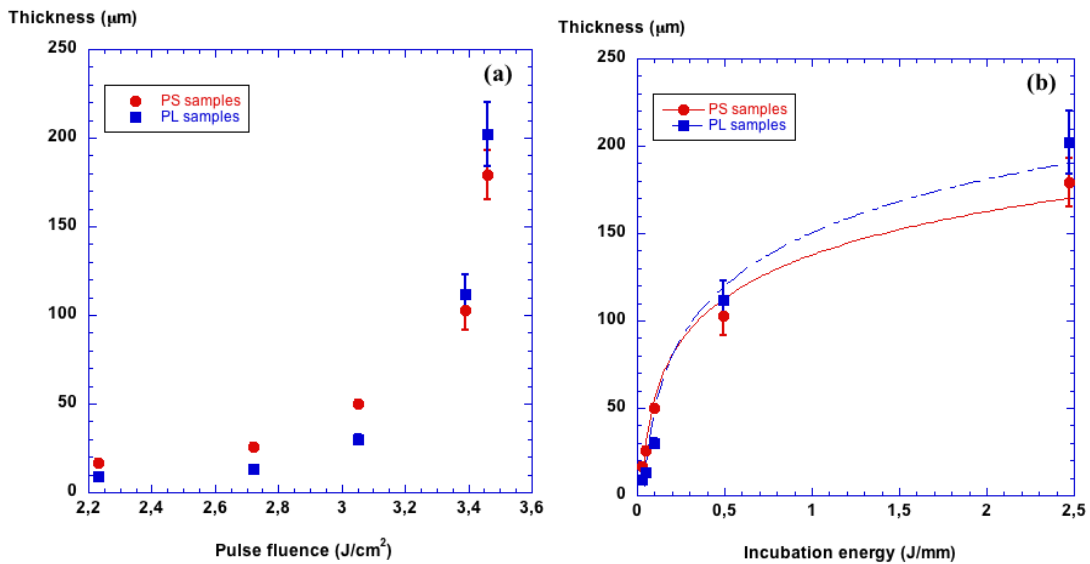 Thickness (μm)
250
200
150
100
50
0
2,2
2,4
2,6
2,8
3
3,2
3,4
3,6
Pulse fluence (J/cm²)
(a)
PS samples
PL samples
Thickness (μm)
250
200
150
100
50
0
0
0,5
1
1,5
2
2,5
Incubation energy (J/mm)
(b)
PS samples
PL samples